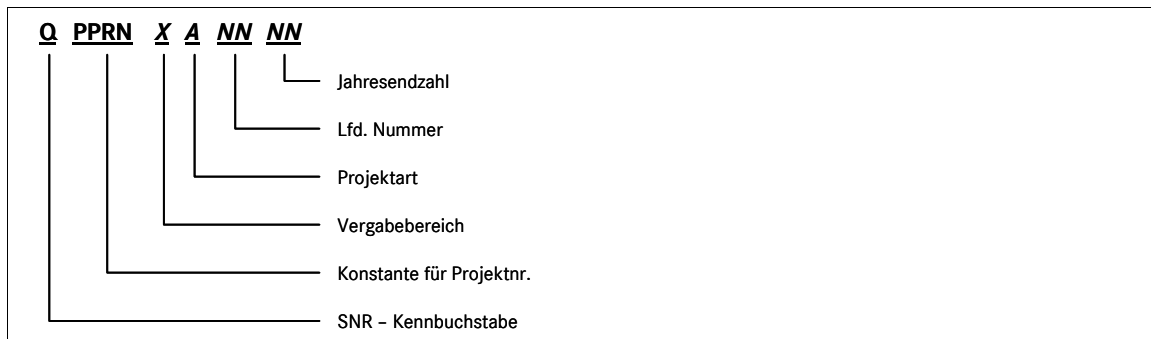 Q PPRN X A NN NN
Jahresendzahl
Lfd. Nummer
Projektart
Vergabebereich
Konstante für Projektnr.
SNR – Kennbuchstabe